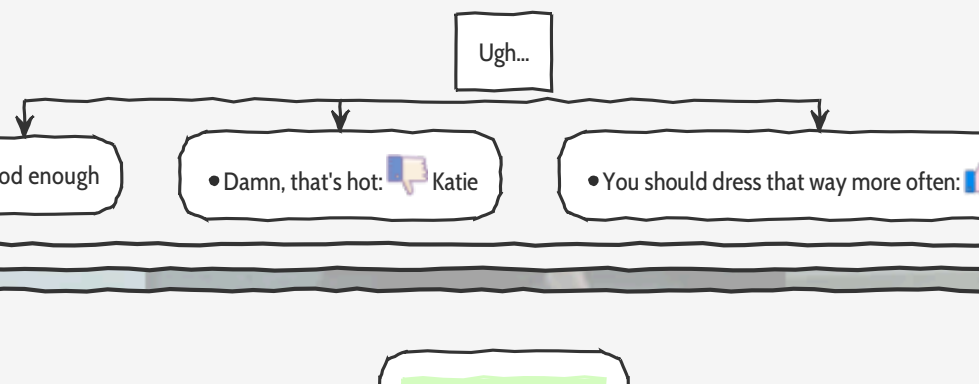 Ugh...
od enough
• Damn, that's hot: Katie
• You should dress that way more often: